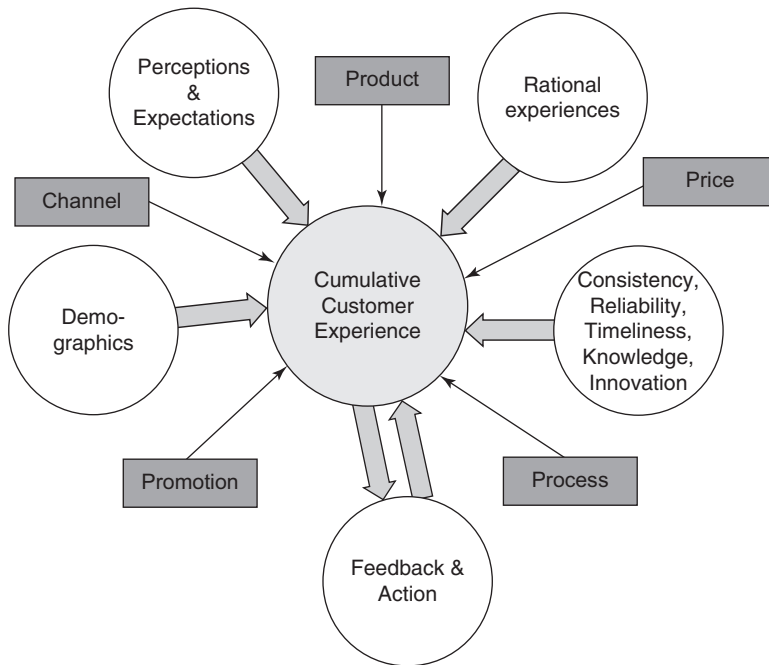 Perceptions
&
Expectations
Product
Rational
experiences
Channel
Price
Cumulative
Customer
Experience
Demo-
graphics
Consistency,
Reliability,
Timeliness,
Knowledge,
Innovation
Promotion
Process
Feedback &
Action